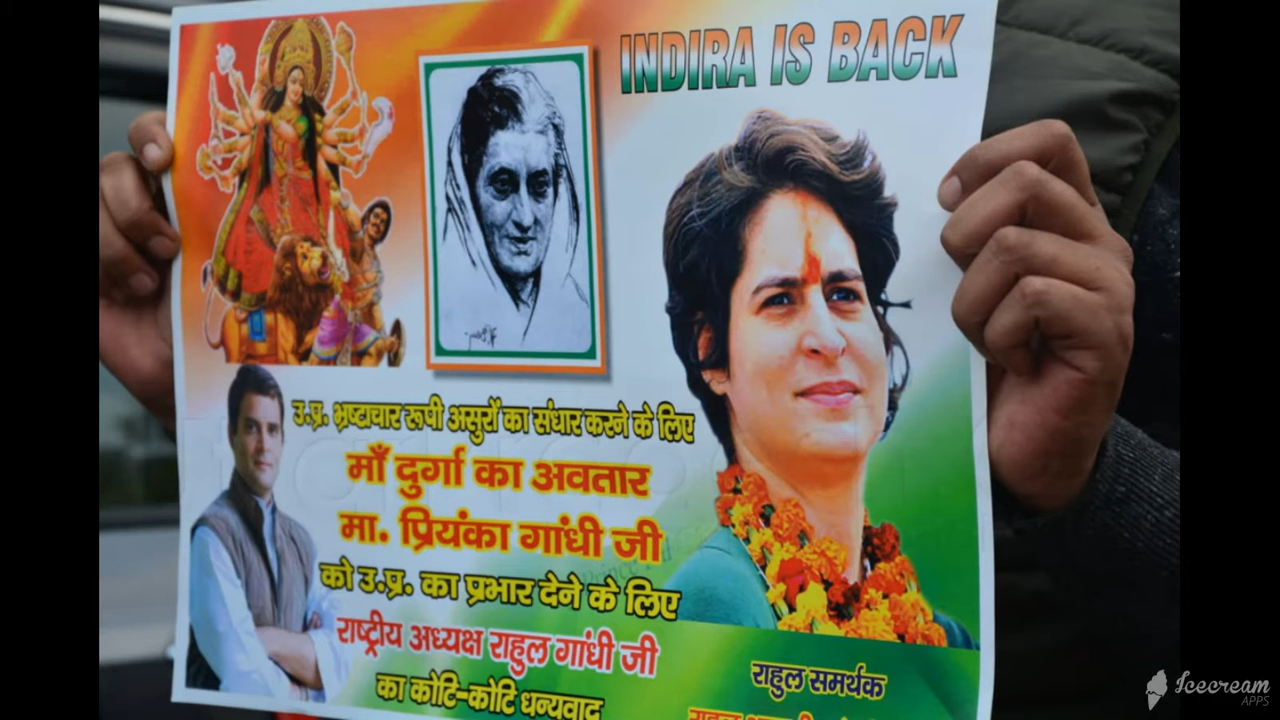 INDIRA IS BACK
उ.प्र. भ्रष्टाचार रूपी असुरों का संधार करने के लिए
माँ दुर्गा का अवतार
मा. प्रियंका गांधी जी
को उ.प्र. का प्रभार देने के लिए
राष्ट्रीय अध्यक्ष राहुल गांधी जी
का कोटि-कोटि धन्यवाद
राहुल समर्थक
Icecream
APPS